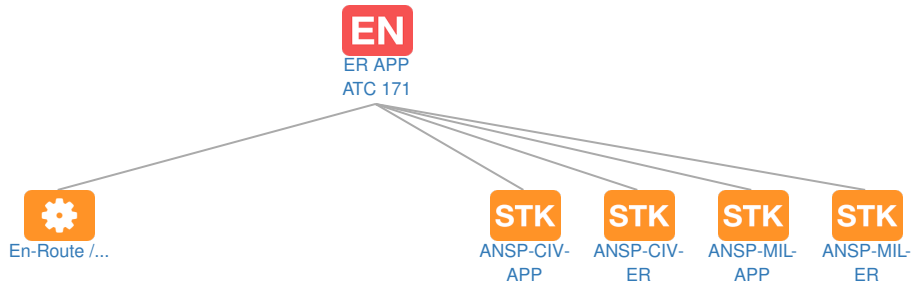 EN
ER APP
ATC 171
En-Route /...
STK
ANSP-CIV-
APP
STK
ANSP-CIV-
ER
STK
ANSP-MIL-
APP
STK
ANSP-MIL-
ER